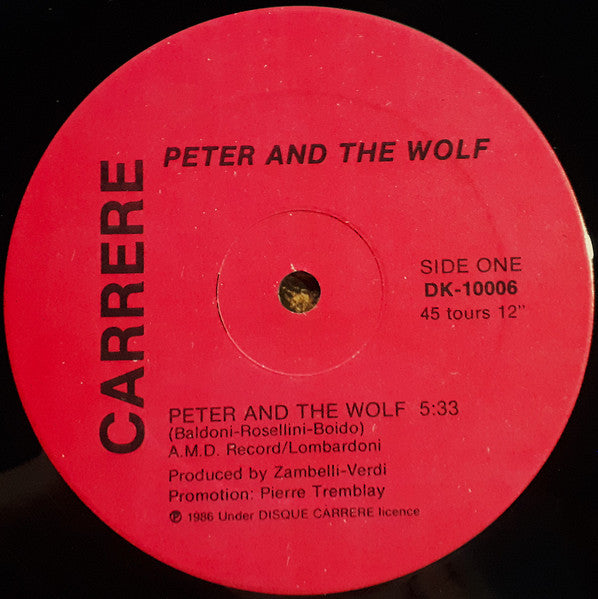 CARRERE
PETER AND THE WOLF
SIDE ONE
DK-10006
45 tours 12"
PETER AND THE WOLF 5:33
(Baldoni-Rosellini-Boido)
A.M.D. Record/Lombardoni
Produced by Zambelli-Verdi
Promotion: Pierre Tremblay
℗ 1986 Under DISQUE CARRERE licence